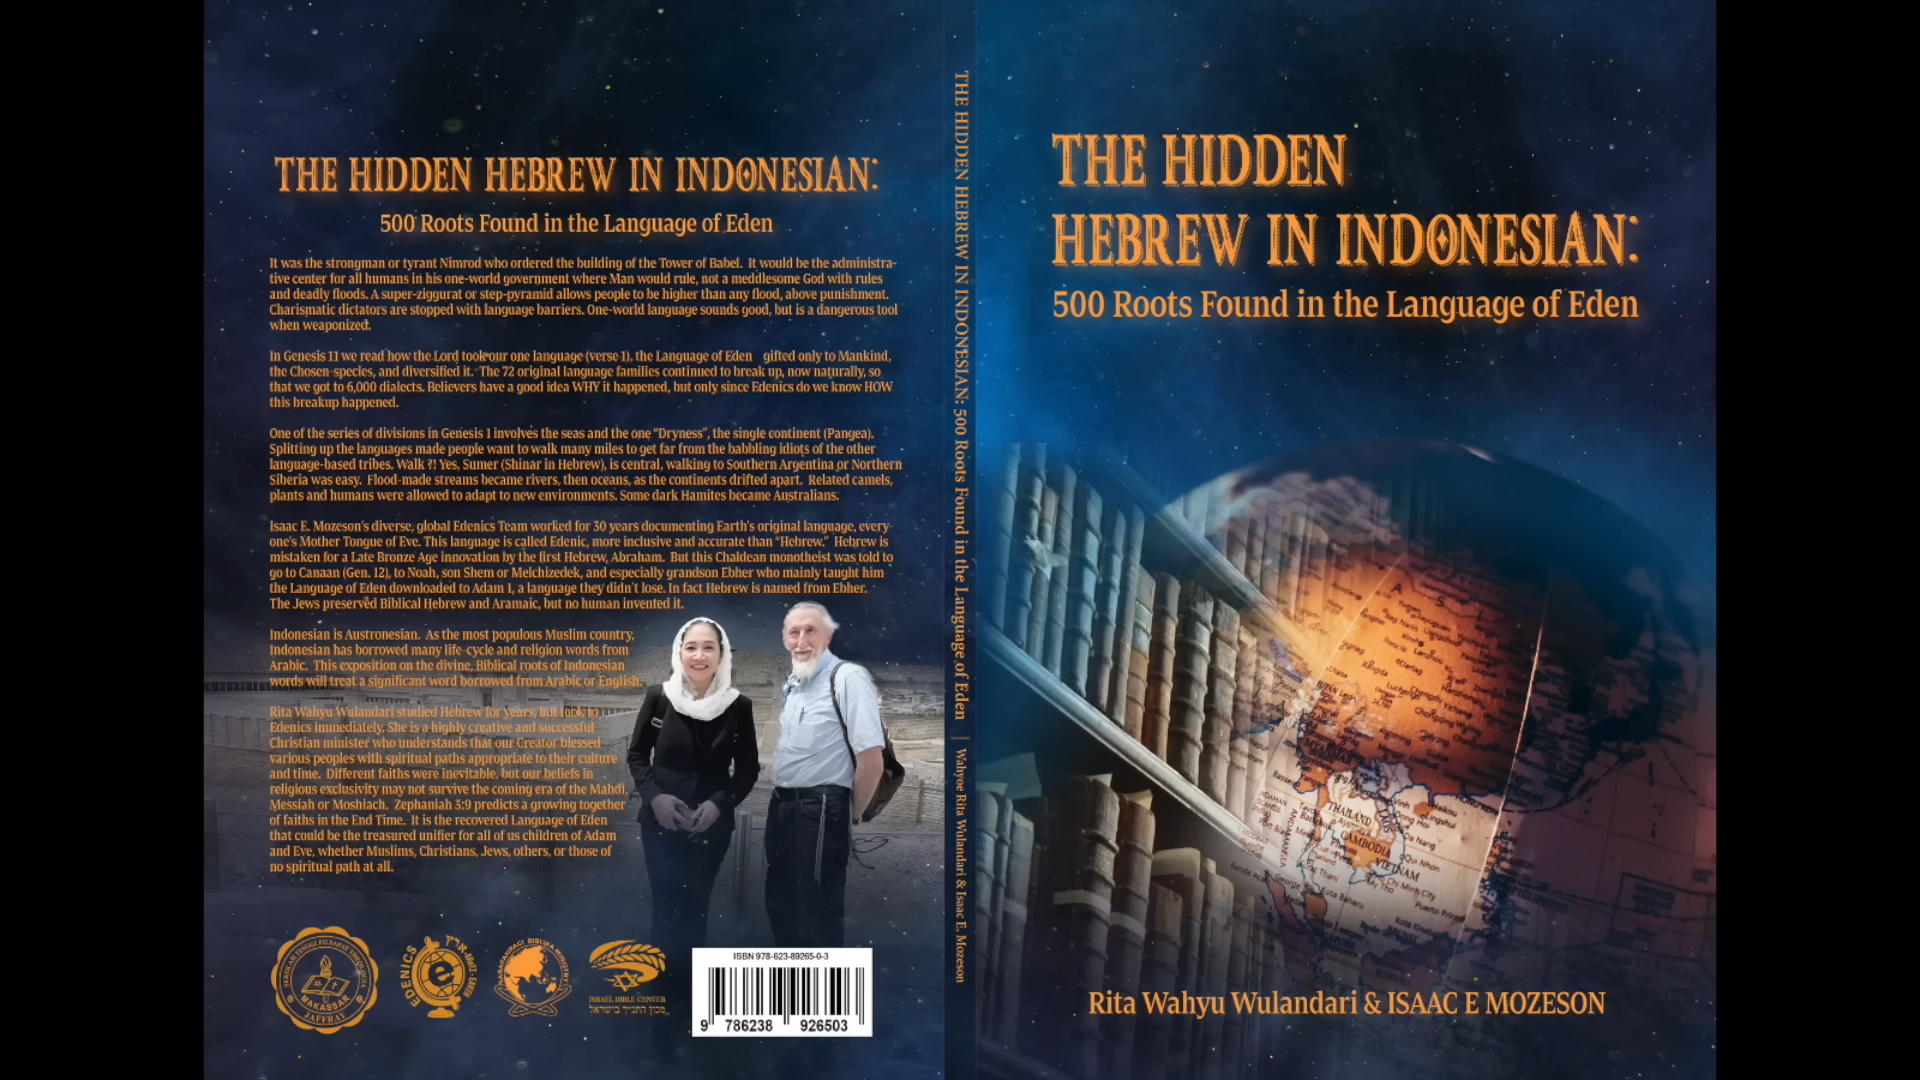 THE HIDDEN HEBREW IN INDONESIAN:
500 Roots Found in the Language of Eden
It was the strongman or tyrant Nimrod who ordered the building of the Tower of Babel. It would be the administra-
tive center for all humans in his one-world government where Man would rule, not a meddlesome God with rules
and deadly floods. A super-ziggurat or step-pyramid allows people to be higher than any flood, above punishment.
Charismatic dictators are stopped with language barriers. One-world language sounds good, but is a dangerous tool
when weaponized.
In Genesis 11 we read how the Lord took our one language (verse 1), the Language of Eden gifted only to Mankind,
the Chosen-species, and diversified it. The 72 original language families continued to break up, now naturally, so
that we got to 6,000 dialects. Believers have a good idea WHY it happened, but only since Edenics do we know HOW
this breakup happened.
One of the series of divisions in Genesis 1 involves the seas and the one "Dryness", the single continent (Pangea).
Splitting up the languages made people want to walk many miles to get far from the babbling idiots of the other
language-based tribes. Walk ?! Yes, Sumer (Shinar in Hebrew), is central, walking to Southern Argentina or Northern
Siberia was easy. Flood-made streams became rivers, then oceans, as the continents drifted apart. Related camels,
plants and humans were allowed to adapt to new environments. Some dark Hamites became Australians.
Isaac E. Mozeson's diverse, global Edenics Team worked for 30 years documenting Earth's original language, every-
one's Mother Tongue of Eve. This language is called Edenic, more inclusive and accurate than "Hebrew." Hebrew is
mistaken for a Late Bronze Age innovation by the first Hebrew, Abraham. But this Chaldean monotheist was told to
go to Canaan (Gen. 12), to Noah, son Shem or Melchizedek, and especially grandson Ebher who mainly taught him
the Language of Eden downloaded to Adam 1, a language they didn't lose. In fact Hebrew is named from Ebher.
The Jews preserved Biblical Hebrew and Aramaic, but no human invented it.
Indonesian is Austronesian. As the most populous Muslim country,
Indonesian has borrowed many life-cycle and religion words from
Arabic. This exposition on the divine, Biblical roots of Indonesian
words will treat a significant word borrowed from Arabic or English.
Rita Wahyu Wulandari studied Hebrew for years, but took to
Edenics immediately. She is a highly creative and successful
Christian minister who understands that our Creator blessed
various peoples with spiritual paths appropriate to their culture
and time. Different faiths were inevitable, but our beliefs in
religious exclusivity may not survive the coming era of the Mahdi,
Messiah or Moshiach. Zephaniah 3:9 predicts a growing together
of faiths in the End Time. It is the recovered Language of Eden
that could be the treasured unifier for all of us children of Adam
and Eve, whether Muslims, Christians, Jews, others, or those of
no spiritual path at all.
MAKASSAR
JAFFRAY
EDENICS
ISRAEL BIBLE CENTER
מכון התנ״ך בישראל
ISBN 978-623-89265-0-3
9 786238 926503
THE HIDDEN HEBREW IN INDONESIAN: 500 Roots Found in the Language of Eden | Wahyoe Rita Wulandari & Isaac E. Mozeson
THE HIDDEN
HEBREW IN INDONESIAN:
500 Roots Found in the Language of Eden
MYANMAR
THAILAND
LAOS
CAMBODIA
VIETNAM
Da Nang
Qui Nhon
Chi Minh City
My Tho
Kota Baharu
Rita Wahyu Wulandari & ISAAC E MOZESON